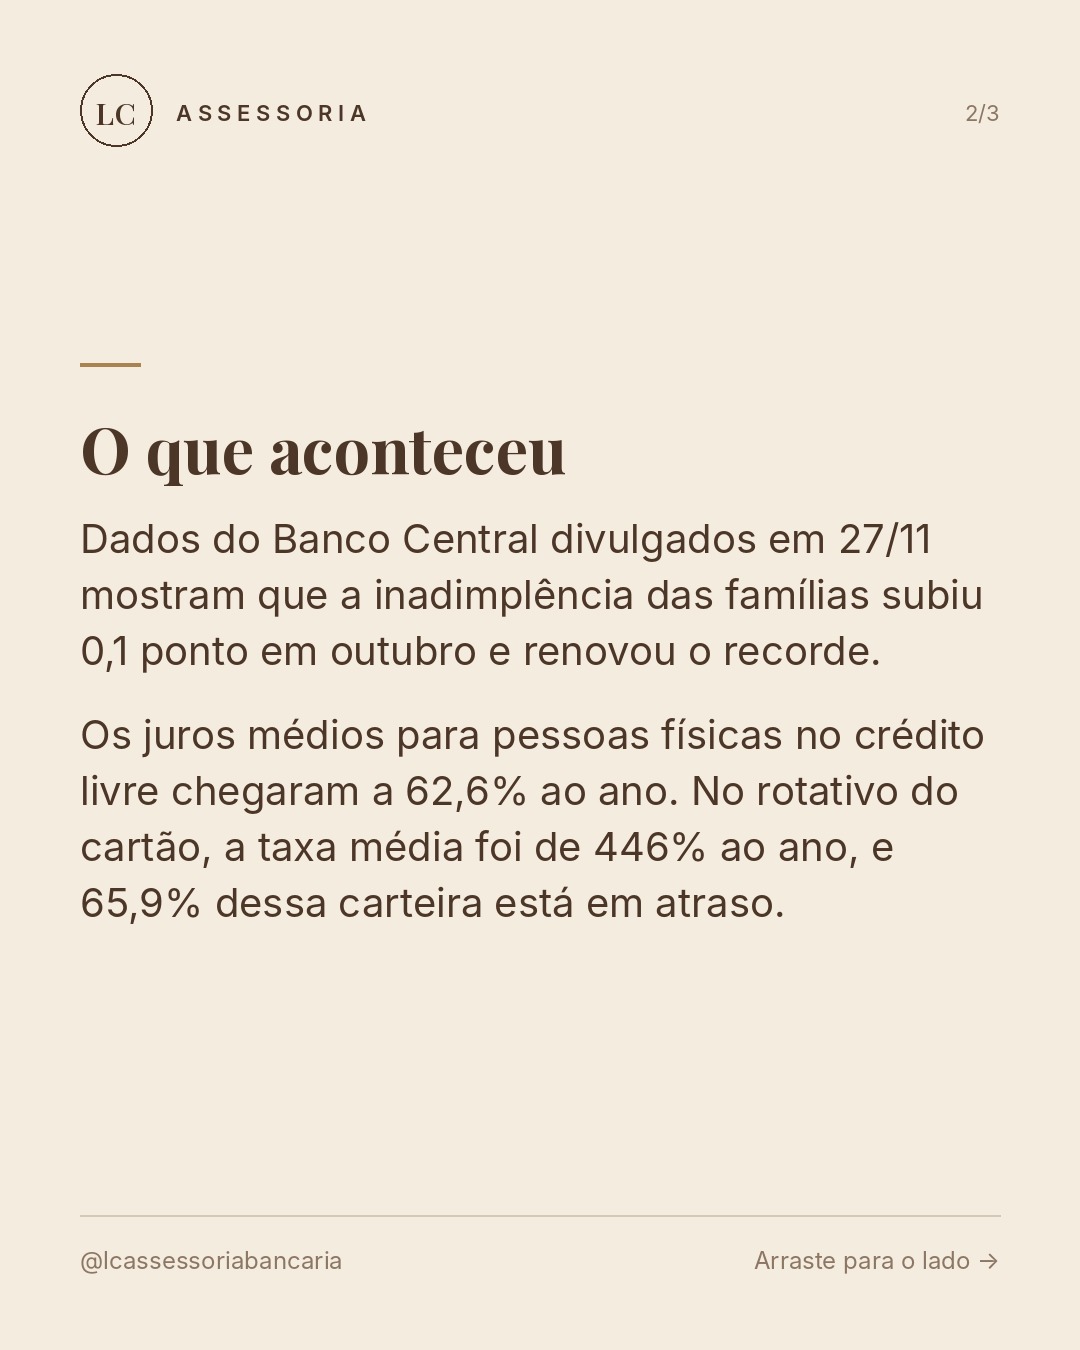 LC ASSESSORIA 2/3
O que aconteceu
Dados do Banco Central divulgados em 27/11
mostram que a inadimplência das famílias subiu
0,1 ponto em outubro e renovou o recorde.
Os juros médios para pessoas físicas no crédito
livre chegaram a 62,6% ao ano. No rotativo do
cartão, a taxa média foi de 446% ao ano, e
65,9% dessa carteira está em atraso.
@lcassessoriabancaria Arraste para o lado →